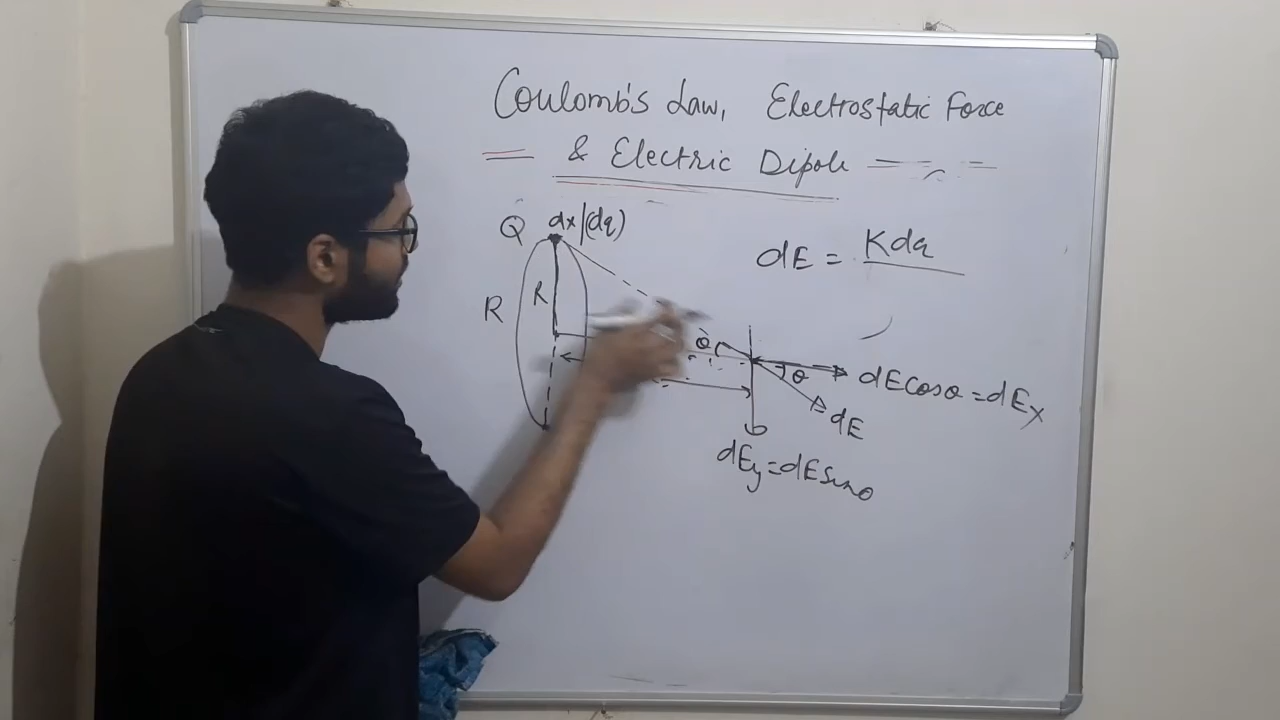 Coulomb's Law, Electrostatic Force
& Electric Dipole
Q dx|(dq)
dE = Kdq
R R
θ
θ dEcosθ = dEx
dE
dEy = dEsinθ